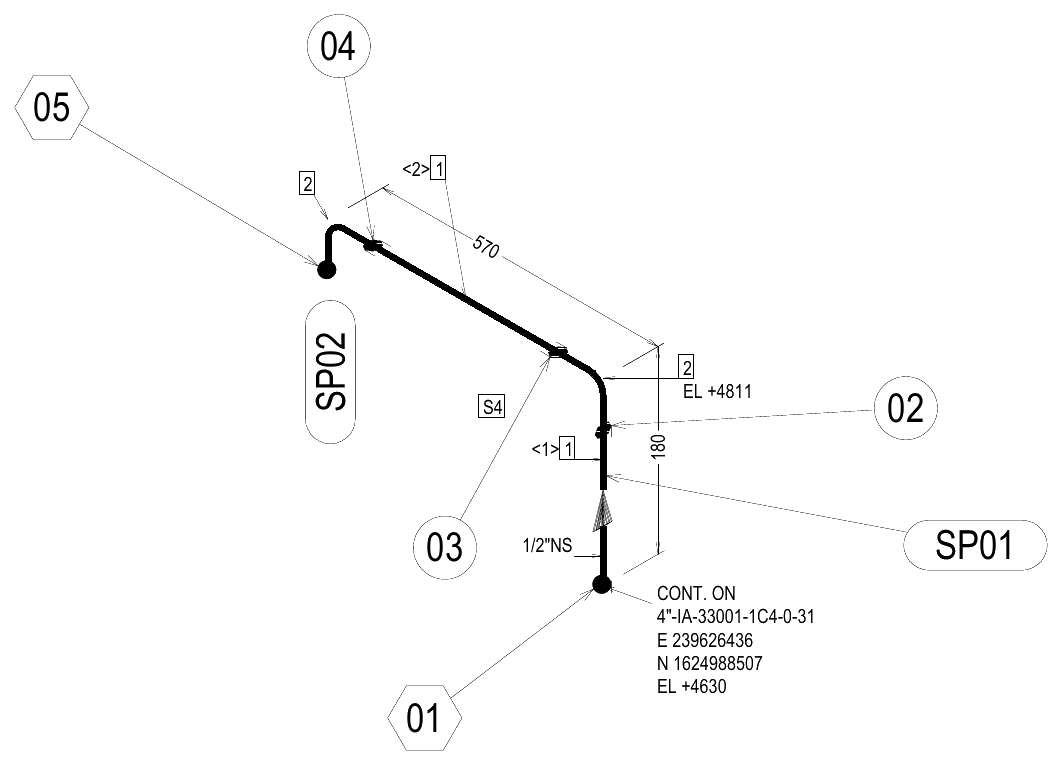 04
05
<2> 1
2
570
SP02
2
EL +4811
S4
02
180
<1> 1
03
1/2"NS
SP01
CONT. ON
4"-IA-33001-1C4-0-31
E 239626436
N 1624988507
EL +4630
01